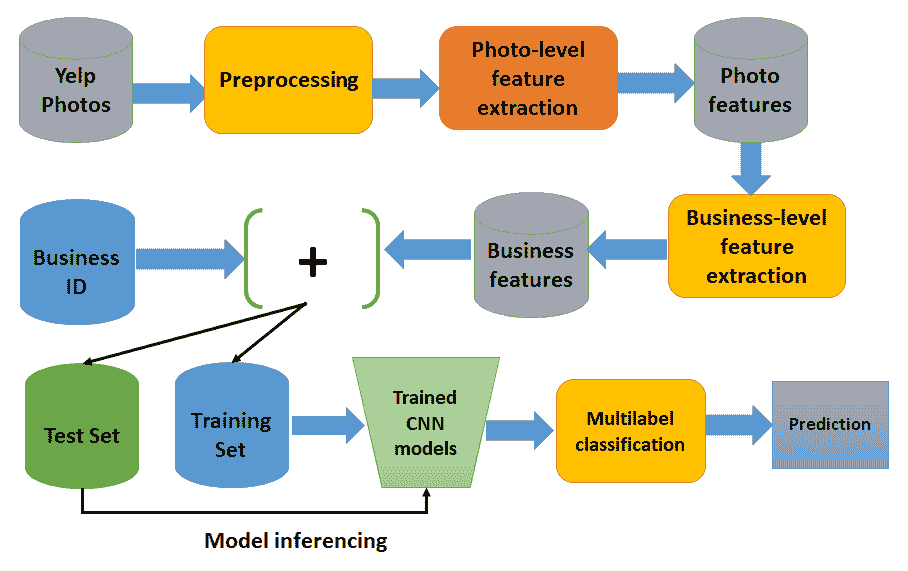 Yelp
Photos
Preprocessing
Photo-level
feature
extraction
Photo
features
Business
ID
+
Business
features
Business-level
feature
extraction
Test Set
Training
Set
Trained
CNN
models
Multilabel
classification
Prediction
Model inferencing